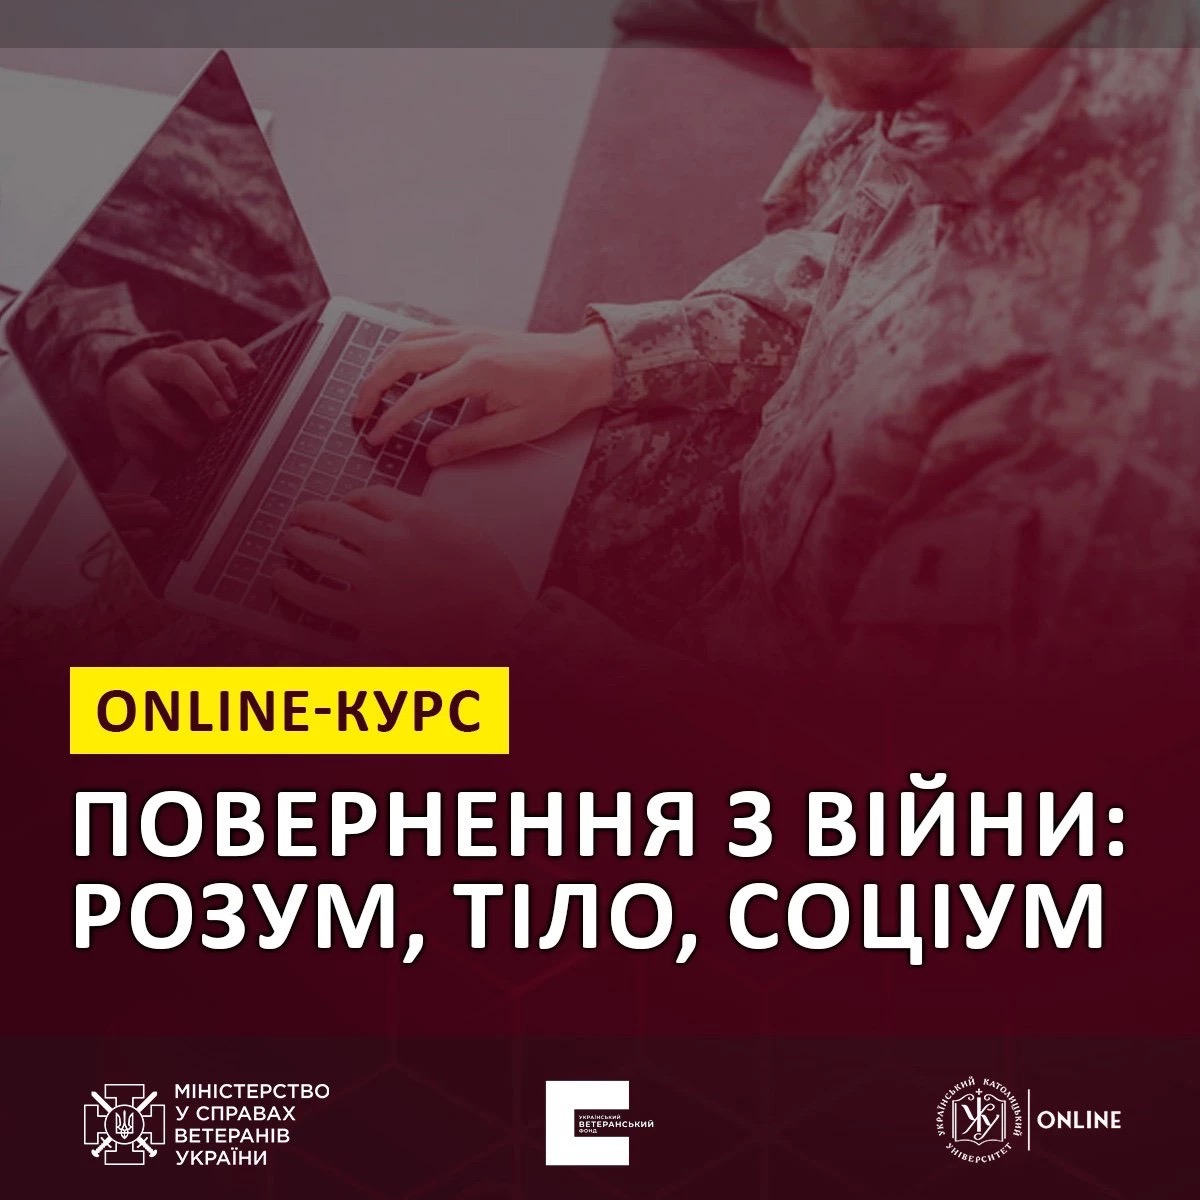 ONLINE-КУРС
ПОВЕРНЕННЯ З ВІЙНИ:
РОЗУМ, ТІЛО, СОЦІУМ
МІНІСТЕРСТВО
У СПРАВАХ
ВЕТЕРАНІВ
УКРАЇНИ
УКРАЇНСЬКИЙ
ВЕТЕРАНСЬКИЙ
ФОНД
УКРАЇНСЬКИЙ КАТОЛИЦЬКИЙ
УНІВЕРСИТЕТ
ONLINE